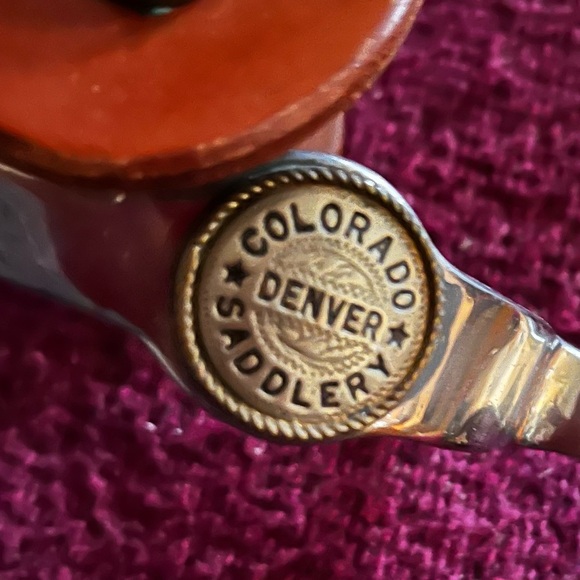 COLORADO
★ DENVER ★
SADDLERY